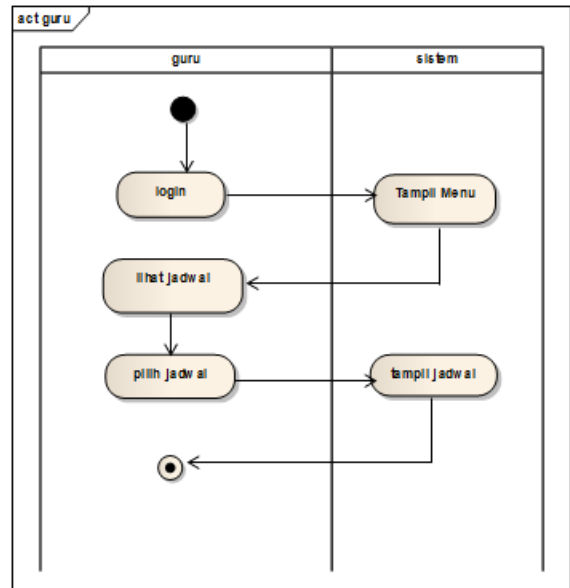 act guru
guru
sistem
login
Tampil Menu
lihat jadwal
pilih jadwal
tampil jadwal